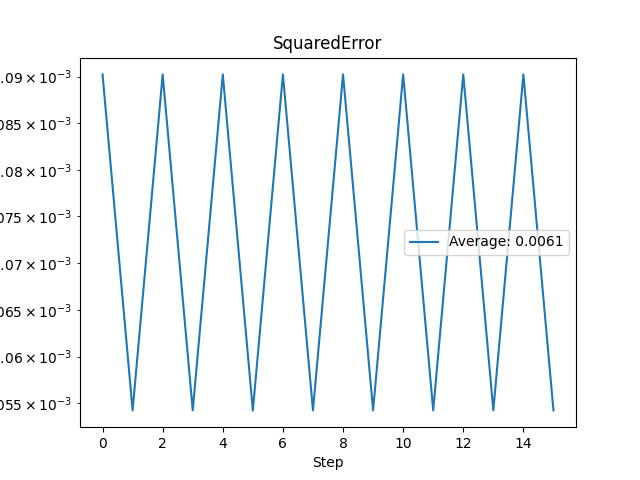 SquaredError
.09 × 10⁻³
085 × 10⁻³
.08 × 10⁻³
075 × 10⁻³
.07 × 10⁻³
065 × 10⁻³
.06 × 10⁻³
055 × 10⁻³
Average: 0.0061
0 2 4 6 8 10 12 14
Step